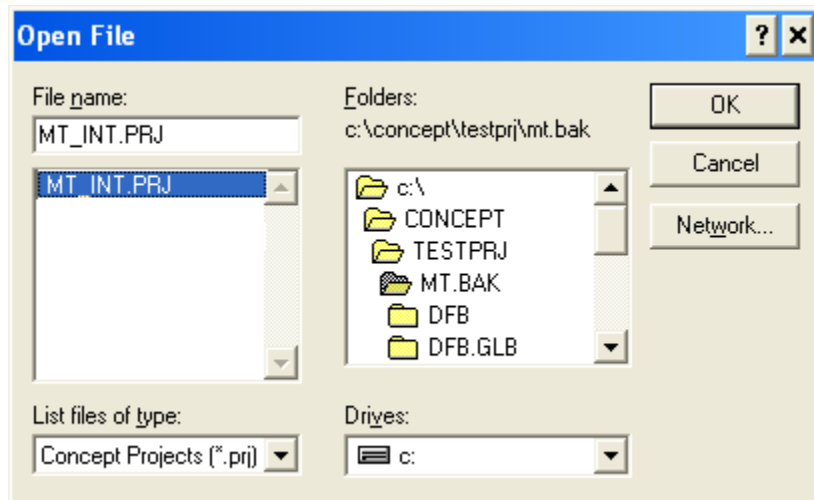 Open File
File name:
MT_INT.PRJ
MT_INT.PRJ
Folders:
c:\concept\testprj\mt.bak
c:\
CONCEPT
TESTPRJ
MT.BAK
DFB
DFB.GLB
OK
Cancel
Network...
List files of type:
Concept Projects (*.prj)
Drives:
c: